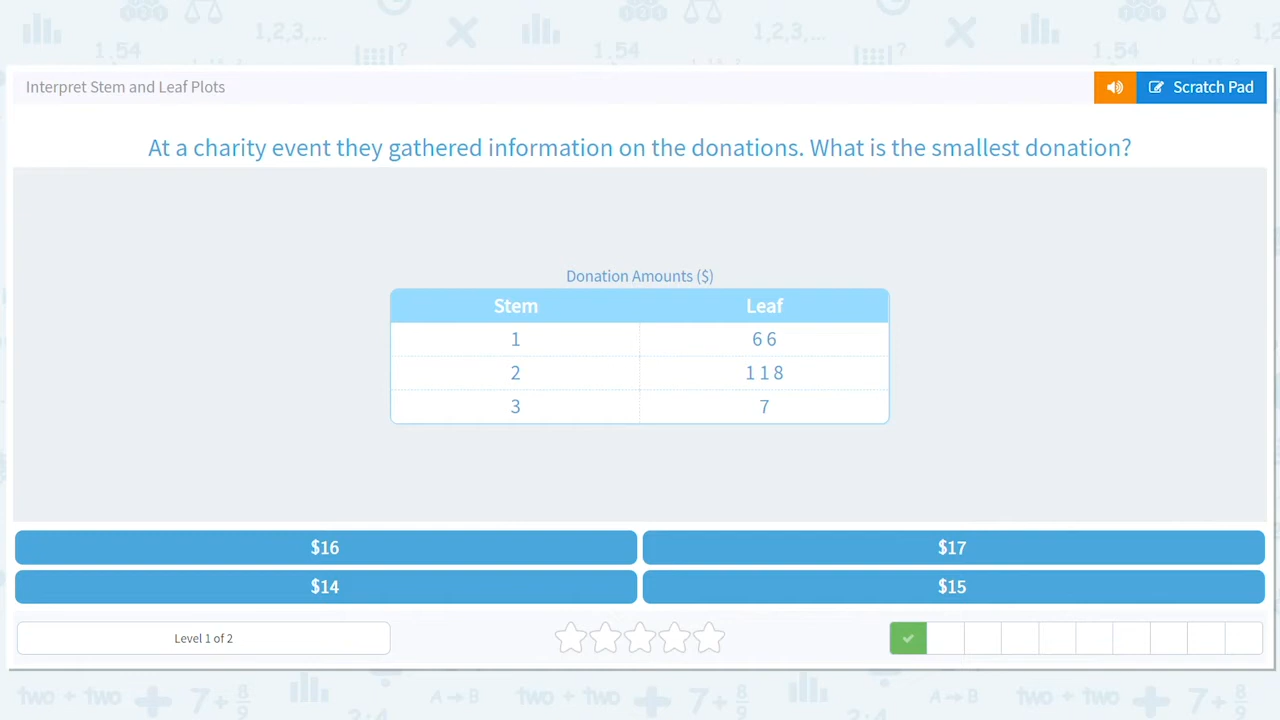 Interpret Stem and Leaf Plots
Scratch Pad
At a charity event they gathered information on the donations. What is the smallest donation?
Donation Amounts ($)
Stem Leaf
1 6 6
2 1 1 8
3 7
$16 $17
$14 $15
Level 1 of 2